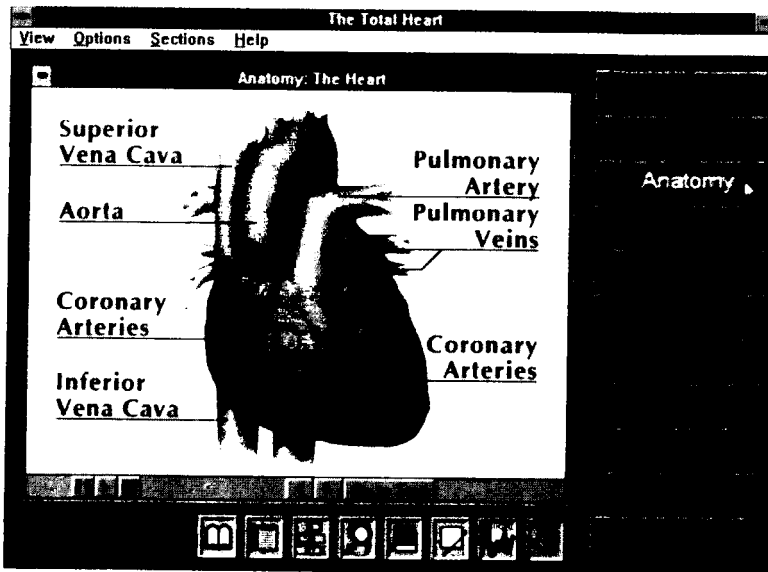 The Total Heart
View Options Sections Help
Anatomy: The Heart
Superior
Vena Cava
Aorta
Coronary
Arteries
Inferior
Vena Cava
Pulmonary
Artery
Pulmonary
Veins
Coronary
Arteries
Anatomy